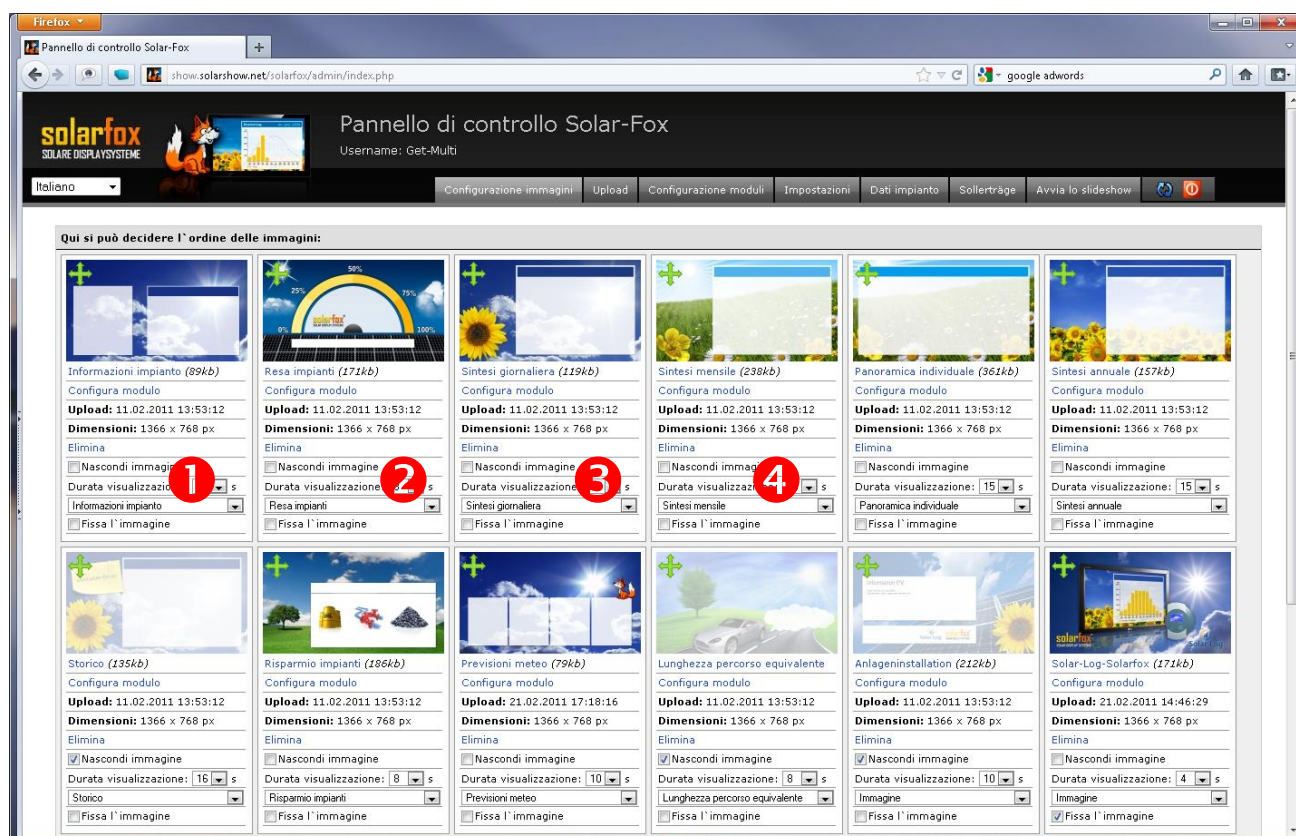 Firefox
Pannello di controllo Solar-Fox
show.solarshow.net/solarfox/admin/index.php
google adwords
solarfox
SOLARE DISPLAYSYSTEME
Pannello di controllo Solar-Fox
Username: Get-Multi
Italiano
Configurazione immagini Upload Configurazione moduli Impostazioni Dati impianto Sollerträge Avvia lo slideshow
Qui si può decidere l`ordine delle immagini:
0% 25% 50% 75% 100%
solarfox
Informazioni impianto (89kb)
Configura modulo
Upload: 11.02.2011 13:53:12
Dimensioni: 1366 x 768 px
Elimina
Nascondi
1
Durata s
Informazioni impianto
Fissa l`immagine
Resa impianti (171kb)
Configura modulo
Upload: 11.02.2011 13:53:12
Dimensioni: 1366 x 768 px
Elimina
Nascondi immagine
2
Durata s
Resa impianti
Fissa l`immagine
Sintesi giornaliera (119kb)
Configura modulo
Upload: 11.02.2011 13:53:12
Dimensioni: 1366 x 768 px
Elimina
Nascondi immagine
3
Durata s
Sintesi giornaliera
Fissa l`immagine
Sintesi mensile (238kb)
Configura modulo
Upload: 11.02.2011 13:53:12
Dimensioni: 1366 x 768 px
Elimina
Nascondi
4
Durata s
Sintesi mensile
Fissa l`immagine
Panoramica individuale (361kb)
Configura modulo
Upload: 11.02.2011 13:53:12
Dimensioni: 1366 x 768 px
Elimina
Nascondi immagine
Durata visualizzazione: 15 s
Panoramica individuale
Fissa l`immagine
Sintesi annuale (157kb)
Configura modulo
Upload: 11.02.2011 13:53:12
Dimensioni: 1366 x 768 px
Elimina
Nascondi immagine
Durata visualizzazione: 15 s
Sintesi annuale
Fissa l`immagine
Storico (135kb)
Configura modulo
Upload: 11.02.2011 13:53:12
Dimensioni: 1366 x 768 px
Elimina
Nascondi immagine
Durata visualizzazione: 16 s
Storico
Fissa l`immagine
Risparmio impianti (186kb)
Configura modulo
Upload: 11.02.2011 13:53:12
Dimensioni: 1366 x 768 px
Elimina
Nascondi immagine
Durata visualizzazione: 8 s
Risparmio impianti
Fissa l`immagine
Previsioni meteo (79kb)
Configura modulo
Upload: 21.02.2011 17:18:16
Dimensioni: 1366 x 768 px
Elimina
Nascondi immagine
Durata visualizzazione: 10 s
Previsioni meteo
Fissa l`immagine
Lunghezza percorso equivalente
Configura modulo
Upload: 11.02.2011 13:53:12
Dimensioni: 1366 x 768 px
Elimina
Nascondi immagine
Durata visualizzazione: 8 s
Lunghezza percorso equivalente
Fissa l`immagine
Anlageninstallation (212kb)
Configura modulo
Upload: 11.02.2011 13:53:12
Dimensioni: 1366 x 768 px
Elimina
Nascondi immagine
Durata visualizzazione: 10 s
Immagine
Fissa l`immagine
solarfox
Solar-Log
Solar-Log-Solarfox (171kb)
Configura modulo
Upload: 21.02.2011 14:46:29
Dimensioni: 1366 x 768 px
Elimina
Nascondi immagine
Durata visualizzazione: 4 s
Immagine
Fissa l`immagine